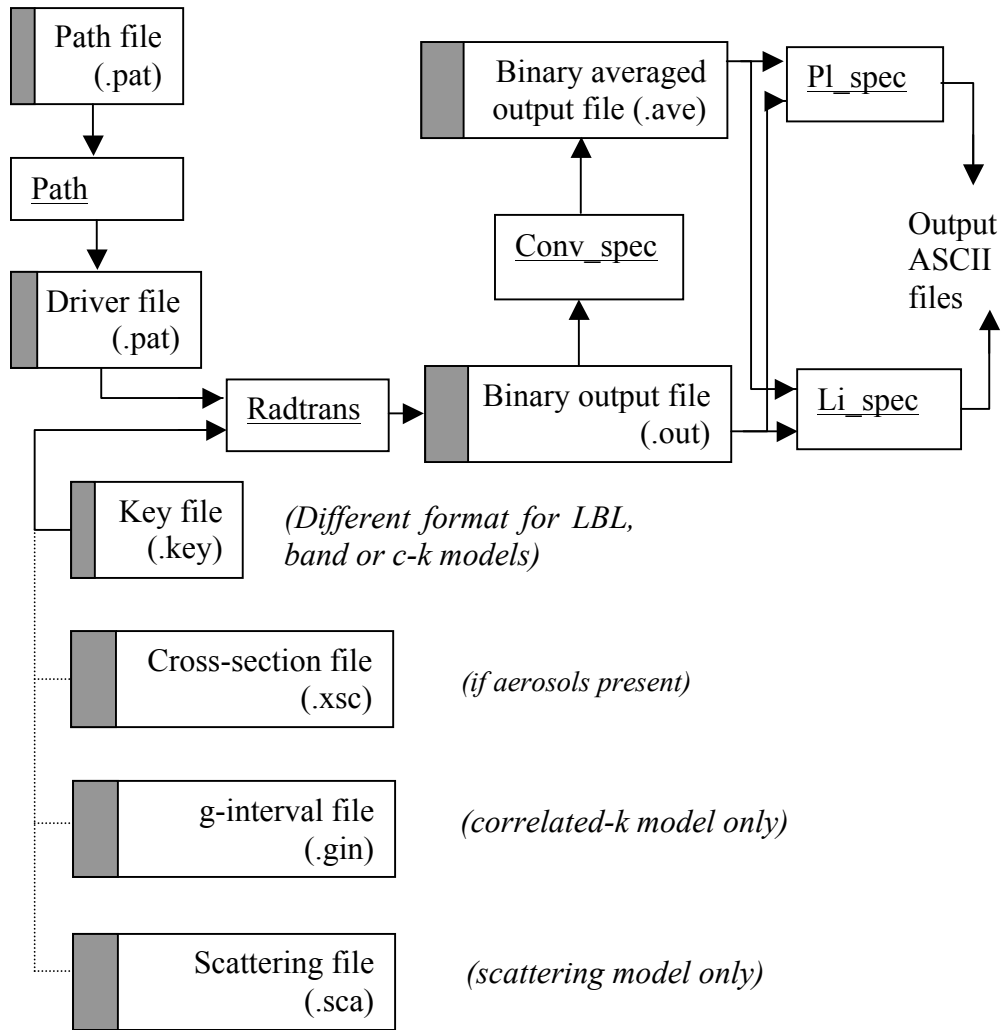 Path file
(.pat)
Path
Driver file
(.pat)
Radtrans
Binary averaged
output file (.ave)
Conv_spec
Binary output file
(.out)
Pl_spec
Li_spec
Output
ASCII
files
Key file
(.key)
(Different format for LBL,
band or c-k models)
Cross-section file
(.xsc)
(if aerosols present)
g-interval file
(.gin)
(correlated-k model only)
Scattering file
(.sca)
(scattering model only)